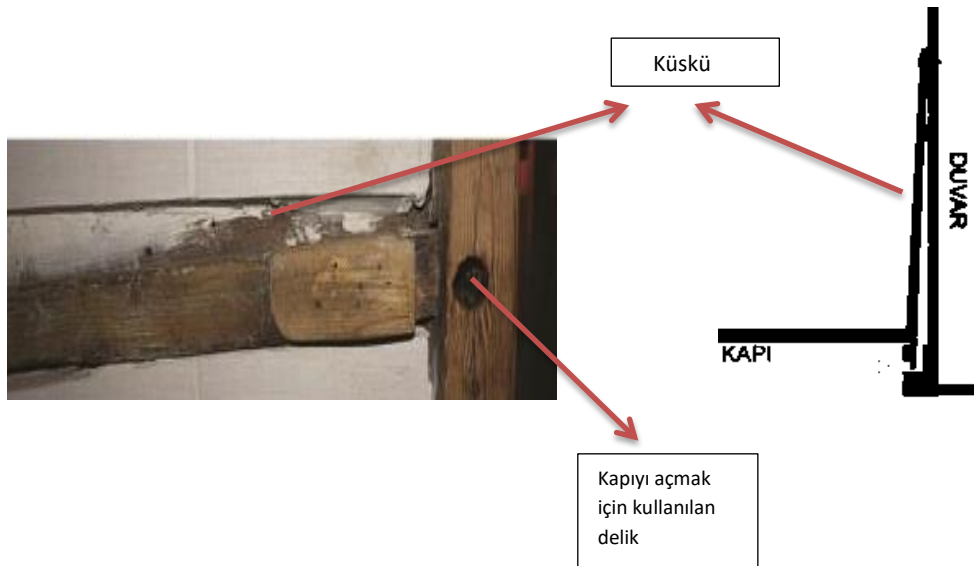 Küskü
DUVAR
KAPI
Kapıyı açmak
için kullanılan
delik